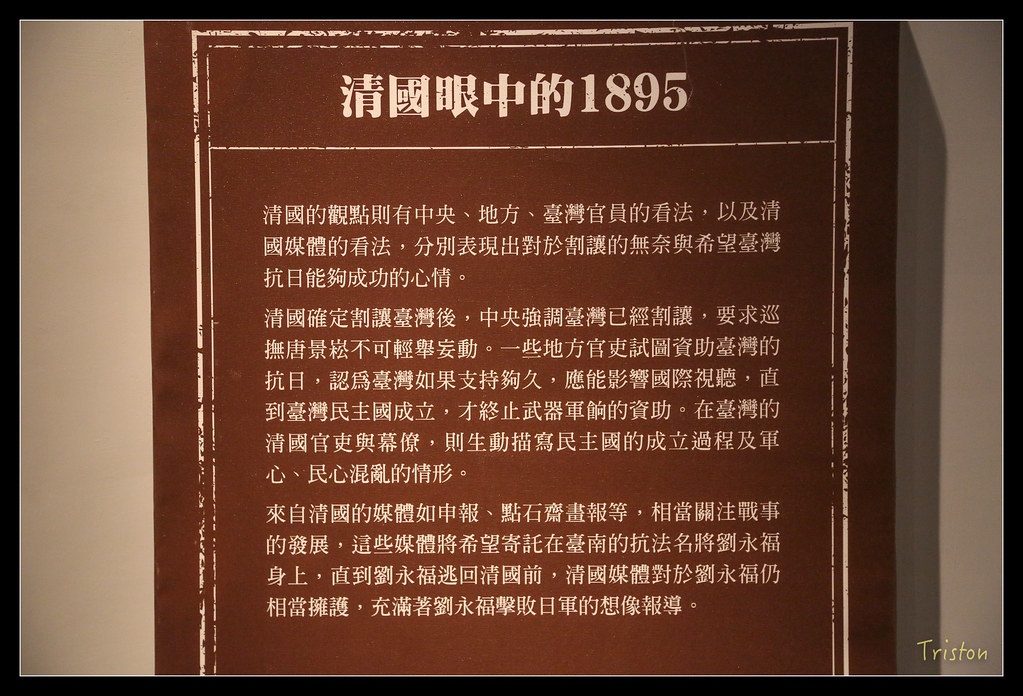 清國眼中的1895
清國的觀點則有中央、地方、臺灣官員的看法，以及清
國媒體的看法，分別表現出對於割讓的無奈與希望臺灣
抗日能夠成功的心情。
清國確定割讓臺灣後，中央強調臺灣已經割讓，要求巡
撫唐景崧不可輕舉妄動。一些地方官吏試圖資助臺灣的
抗日，認為臺灣如果支持夠久，應能影響國際視聽，直
到臺灣民主國成立，才終止武器軍餉的資助。在臺灣的
清國官吏與幕僚，則生動描寫民主國的成立過程及軍
心、民心混亂的情形。
來自清國的媒體如申報、點石齋畫報等，相當關注戰事
的發展，這些媒體將希望寄託在臺南的抗法名將劉永福
身上，直到劉永福逃回清國前，清國媒體對於劉永福仍
相當擁護，充滿著劉永福擊敗日軍的想像報導。
Triston